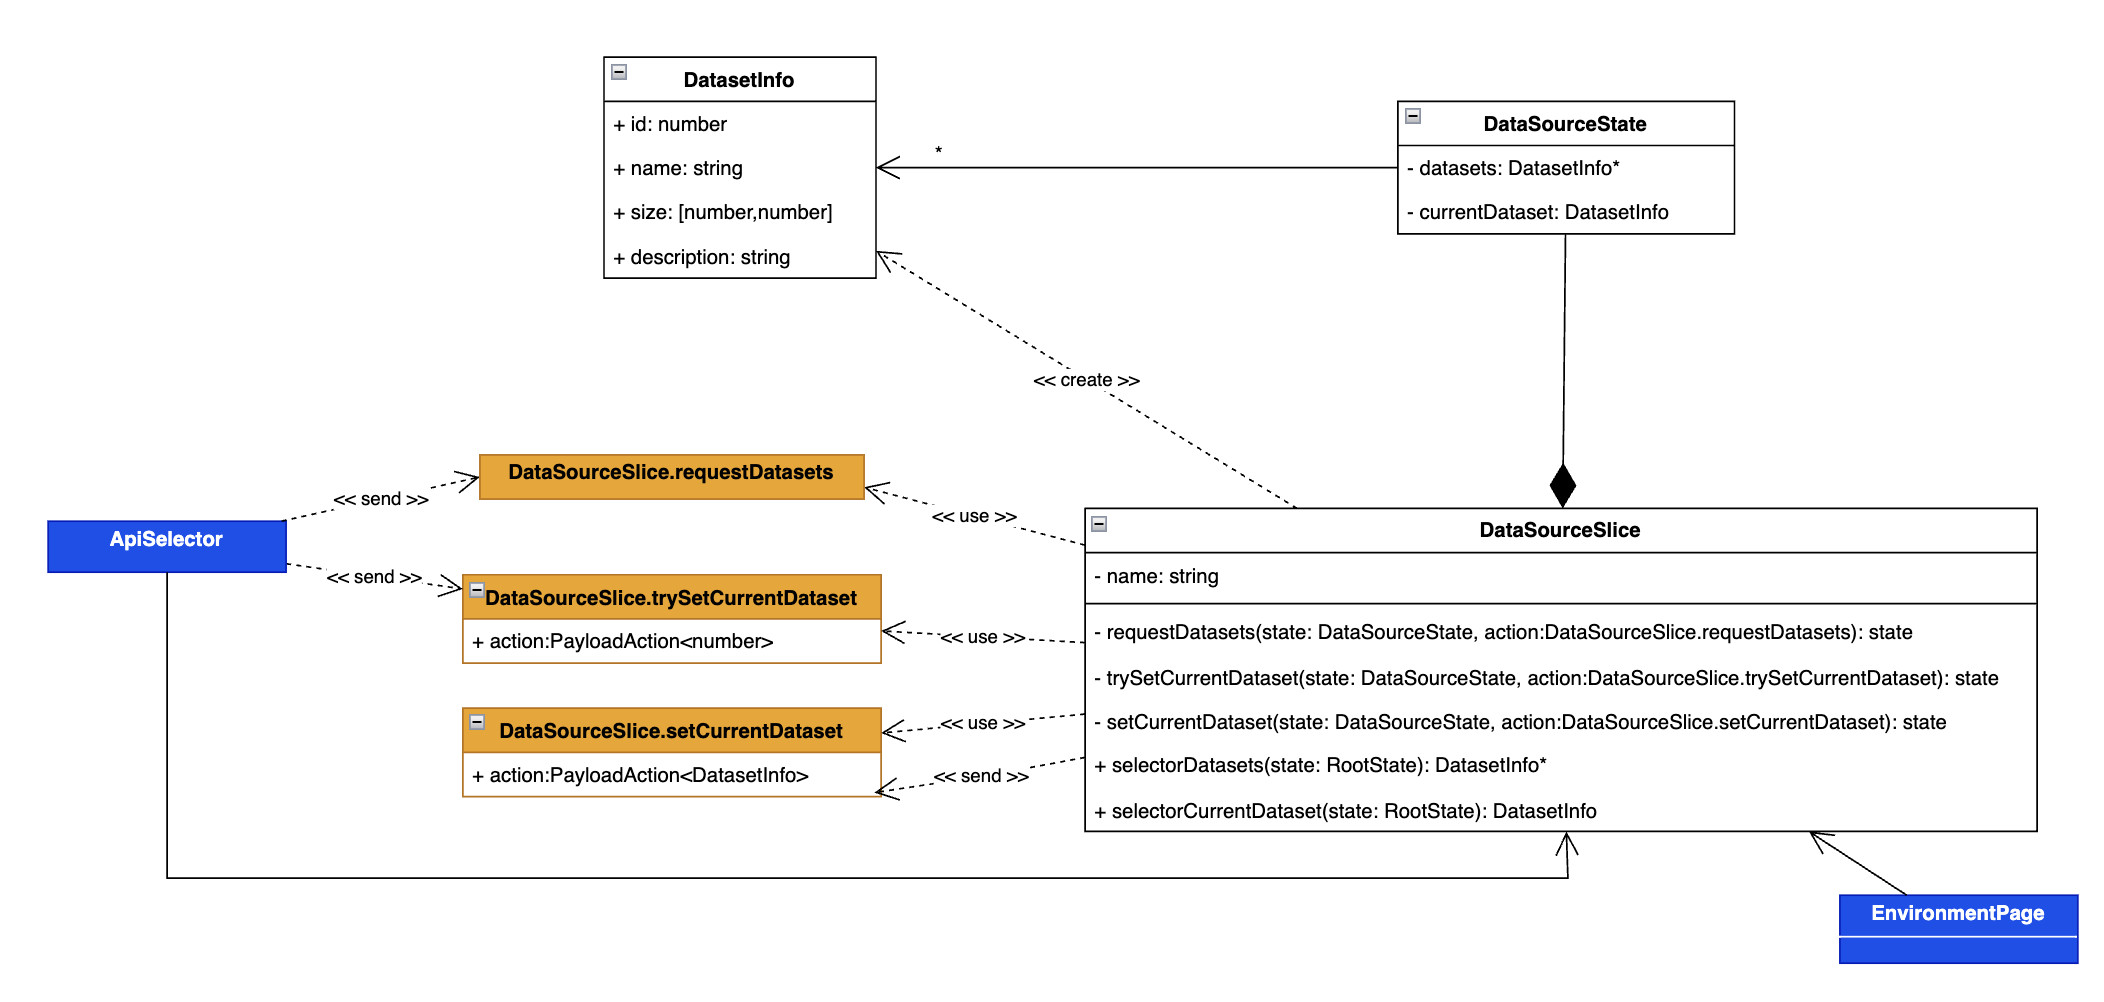 DatasetInfo
+ id: number
+ name: string
+ size: [number,number]
+ description: string
*
DataSourceState
- datasets: DatasetInfo*
- currentDataset: DatasetInfo
<< create >>
DataSourceSlice.requestDatasets
<< send >>
<< use >>
ApiSelector
<< send >>
DataSourceSlice.trySetCurrentDataset
+ action:PayloadAction<number>
<< use >>
DataSourceSlice.setCurrentDataset
+ action:PayloadAction<DatasetInfo>
<< use >>
<< send >>
DataSourceSlice
- name: string
- requestDatasets(state: DataSourceState, action:DataSourceSlice.requestDatasets): state
- trySetCurrentDataset(state: DataSourceState, action:DataSourceSlice.trySetCurrentDataset): state
- setCurrentDataset(state: DataSourceState, action:DataSourceSlice.setCurrentDataset): state
+ selectorDatasets(state: RootState): DatasetInfo*
+ selectorCurrentDataset(state: RootState): DatasetInfo
EnvironmentPage